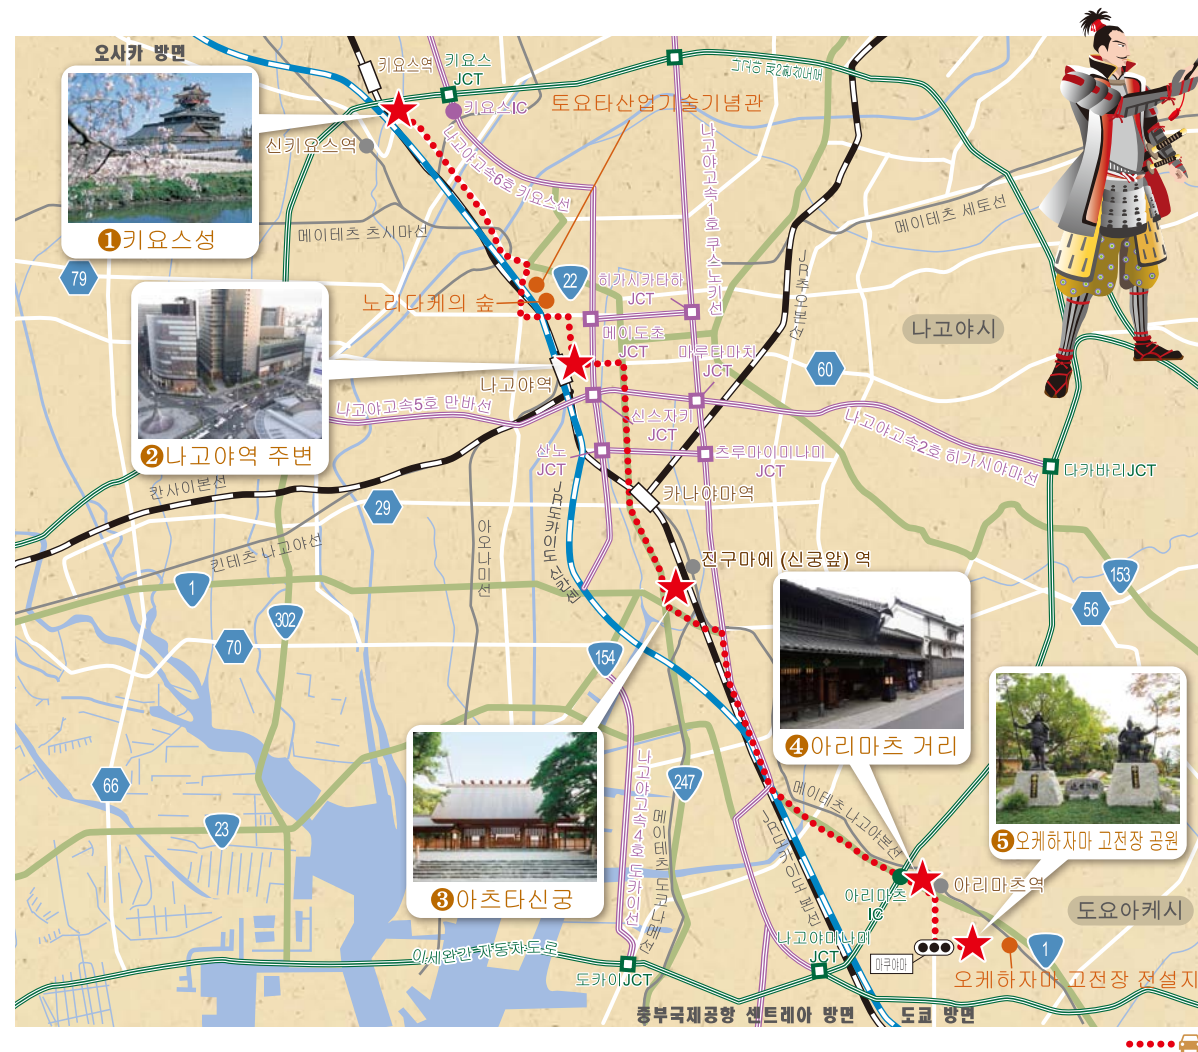 오사카 방면
키요스역
키요스
JCT
나고야 제2환상도로
키요스IC
토요타산업기술기념관
신키요스역
나고야고속6호 키요스선
나고야고속1호 쿠스노키선
❶키요스성
메이테츠 츠시마선
메이테츠 세토선
79
22
노리다케의 숲
히가시카타하
JCT
JR추오본선
나고야시
메이도초
JCT
마루타마치
JCT
60
나고야역
나고야고속5호 만바선
신스자키
JCT
나고야고속2호 히가시야마선
❷나고야역 주변
산노
JCT
츠루마이미나미
JCT
다카바리JCT
칸사이본선
29
카나야마역
JR도카이도 신칸센
아오나미선
킨테츠 나고야선
진구마에 (신궁앞) 역
1
302
70
154
153
56
❹아리마츠 거리
❺오케하자마 고전장 공원
❸아츠타신궁
66
23
247
나고야고속4호 도카이선
메이테츠 도코나메선
메이테츠 나고야본선
JR도카이도 본선
아리마츠
IC
아리마츠역
도요아케시
나고야미나미
JCT
마쿠야마
1
오케하자마 고전장 전설지
이세완간 자동차도로
도카이JCT
중부국제공항 센트레아 방면
도쿄 방면